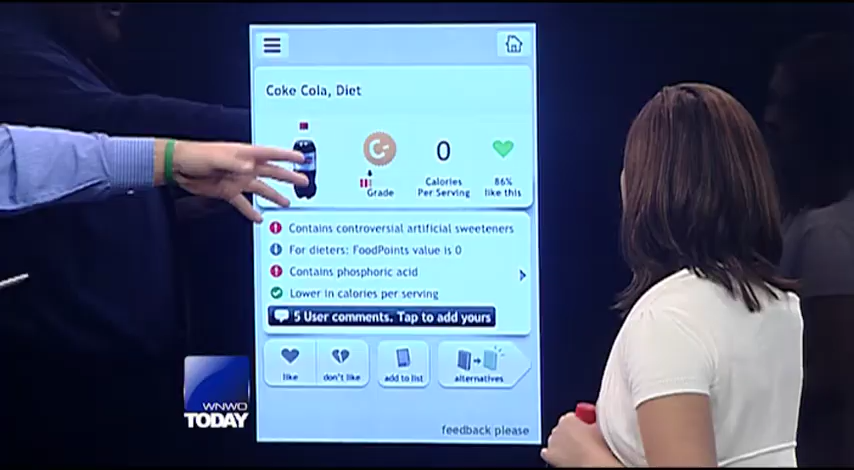 Coke Cola, Diet
C-
Grade
0
Calories
Per Serving
86%
like this
Contains controversial artificial sweeteners
For dieters: FoodPoints value is 0
Contains phosphoric acid
Lower in calories per serving
5 User comments. Tap to add yours
like
don't like
add to list
alternatives
feedback please
WNWO
TODAY